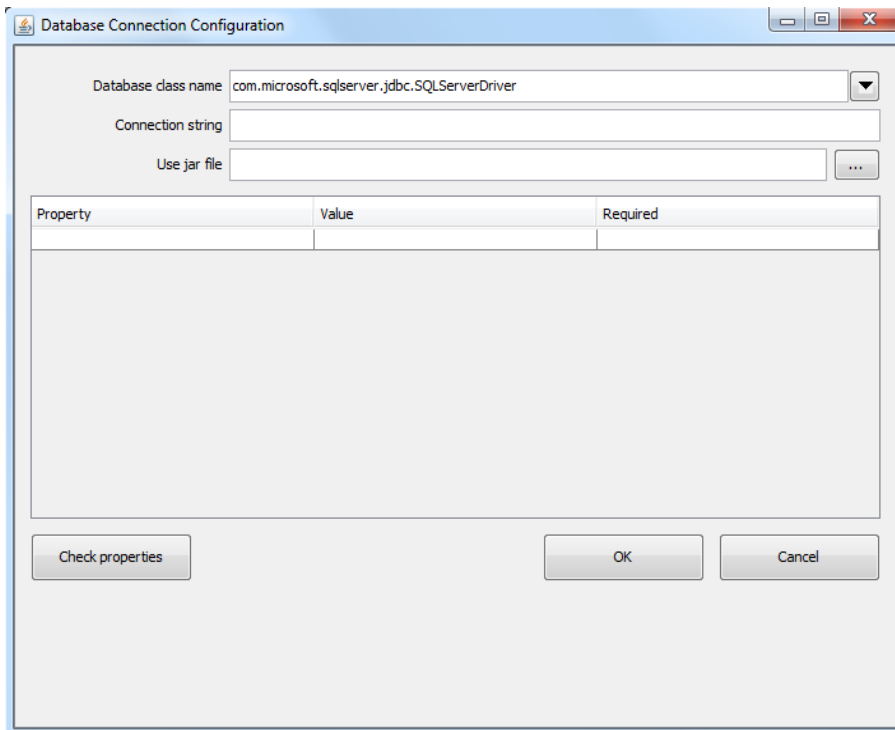 Database Connection Configuration
Database class name com.microsoft.sqlserver.jdbc.SQLServerDriver
Connection string
Use jar file ...
Property Value Required
Check properties OK Cancel